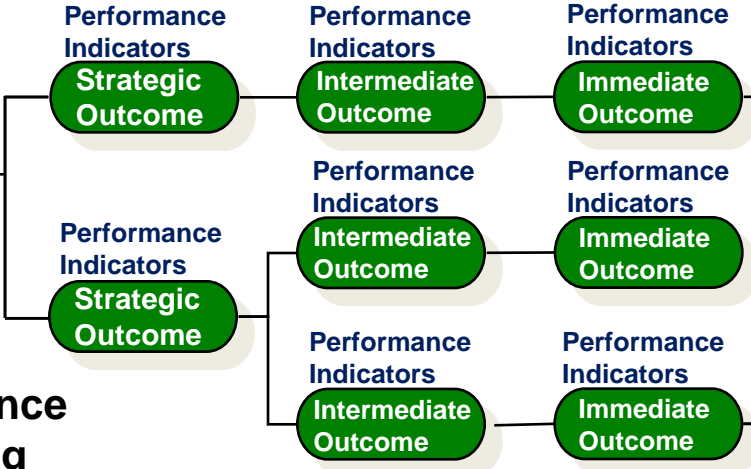 Performance
Indicators
Strategic
Outcome
Performance
Indicators
Intermediate
Outcome
Performance
Indicators
Immediate
Outcome
Performance
Indicators
Strategic
Outcome
Performance
Indicators
Intermediate
Outcome
Performance
Indicators
Immediate
Outcome
Performance
Indicators
Intermediate
Outcome
Performance
Indicators
Immediate
Outcome